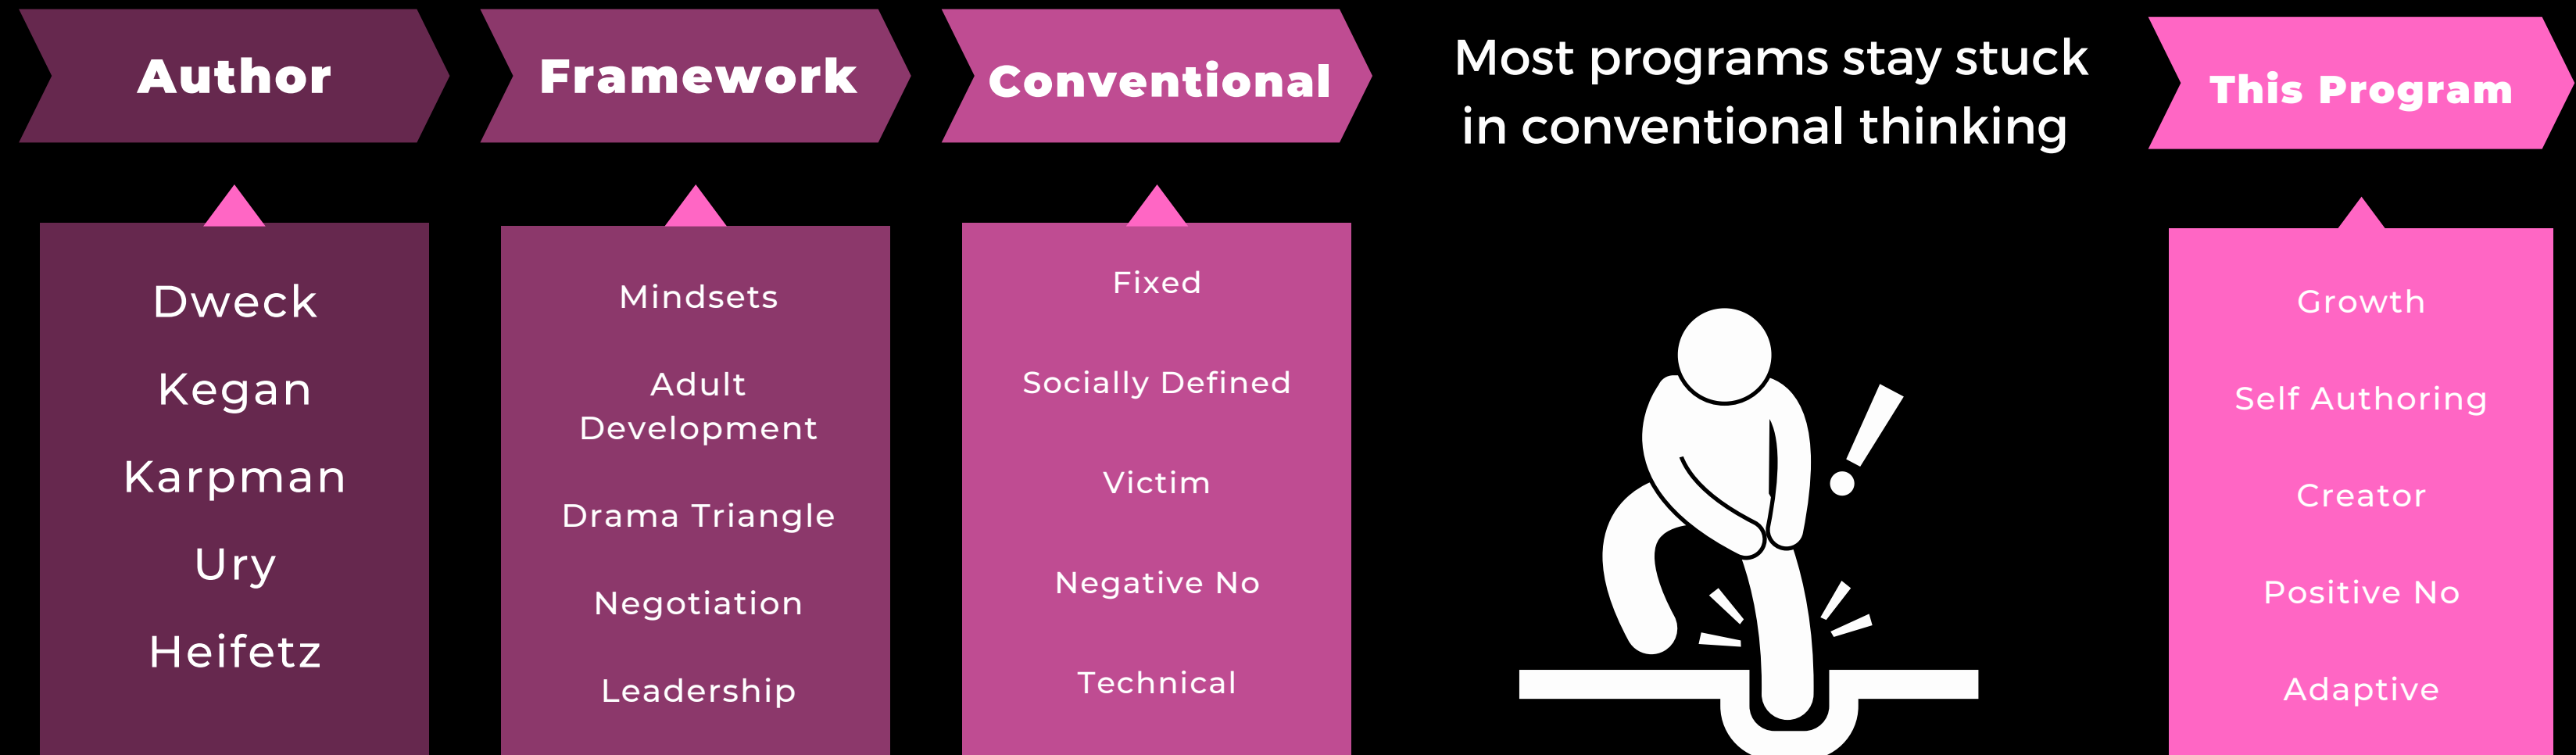 Author
Dweck
Kegan
Karpman
Ury
Heifetz
Framework
Mindsets
Adult
Development
Drama Triangle
Negotiation
Leadership
Conventional
Fixed
Socially Defined
Victim
Negative No
Technical
Most programs stay stuck
in conventional thinking
This Program
Growth
Self Authoring
Creator
Positive No
Adaptive